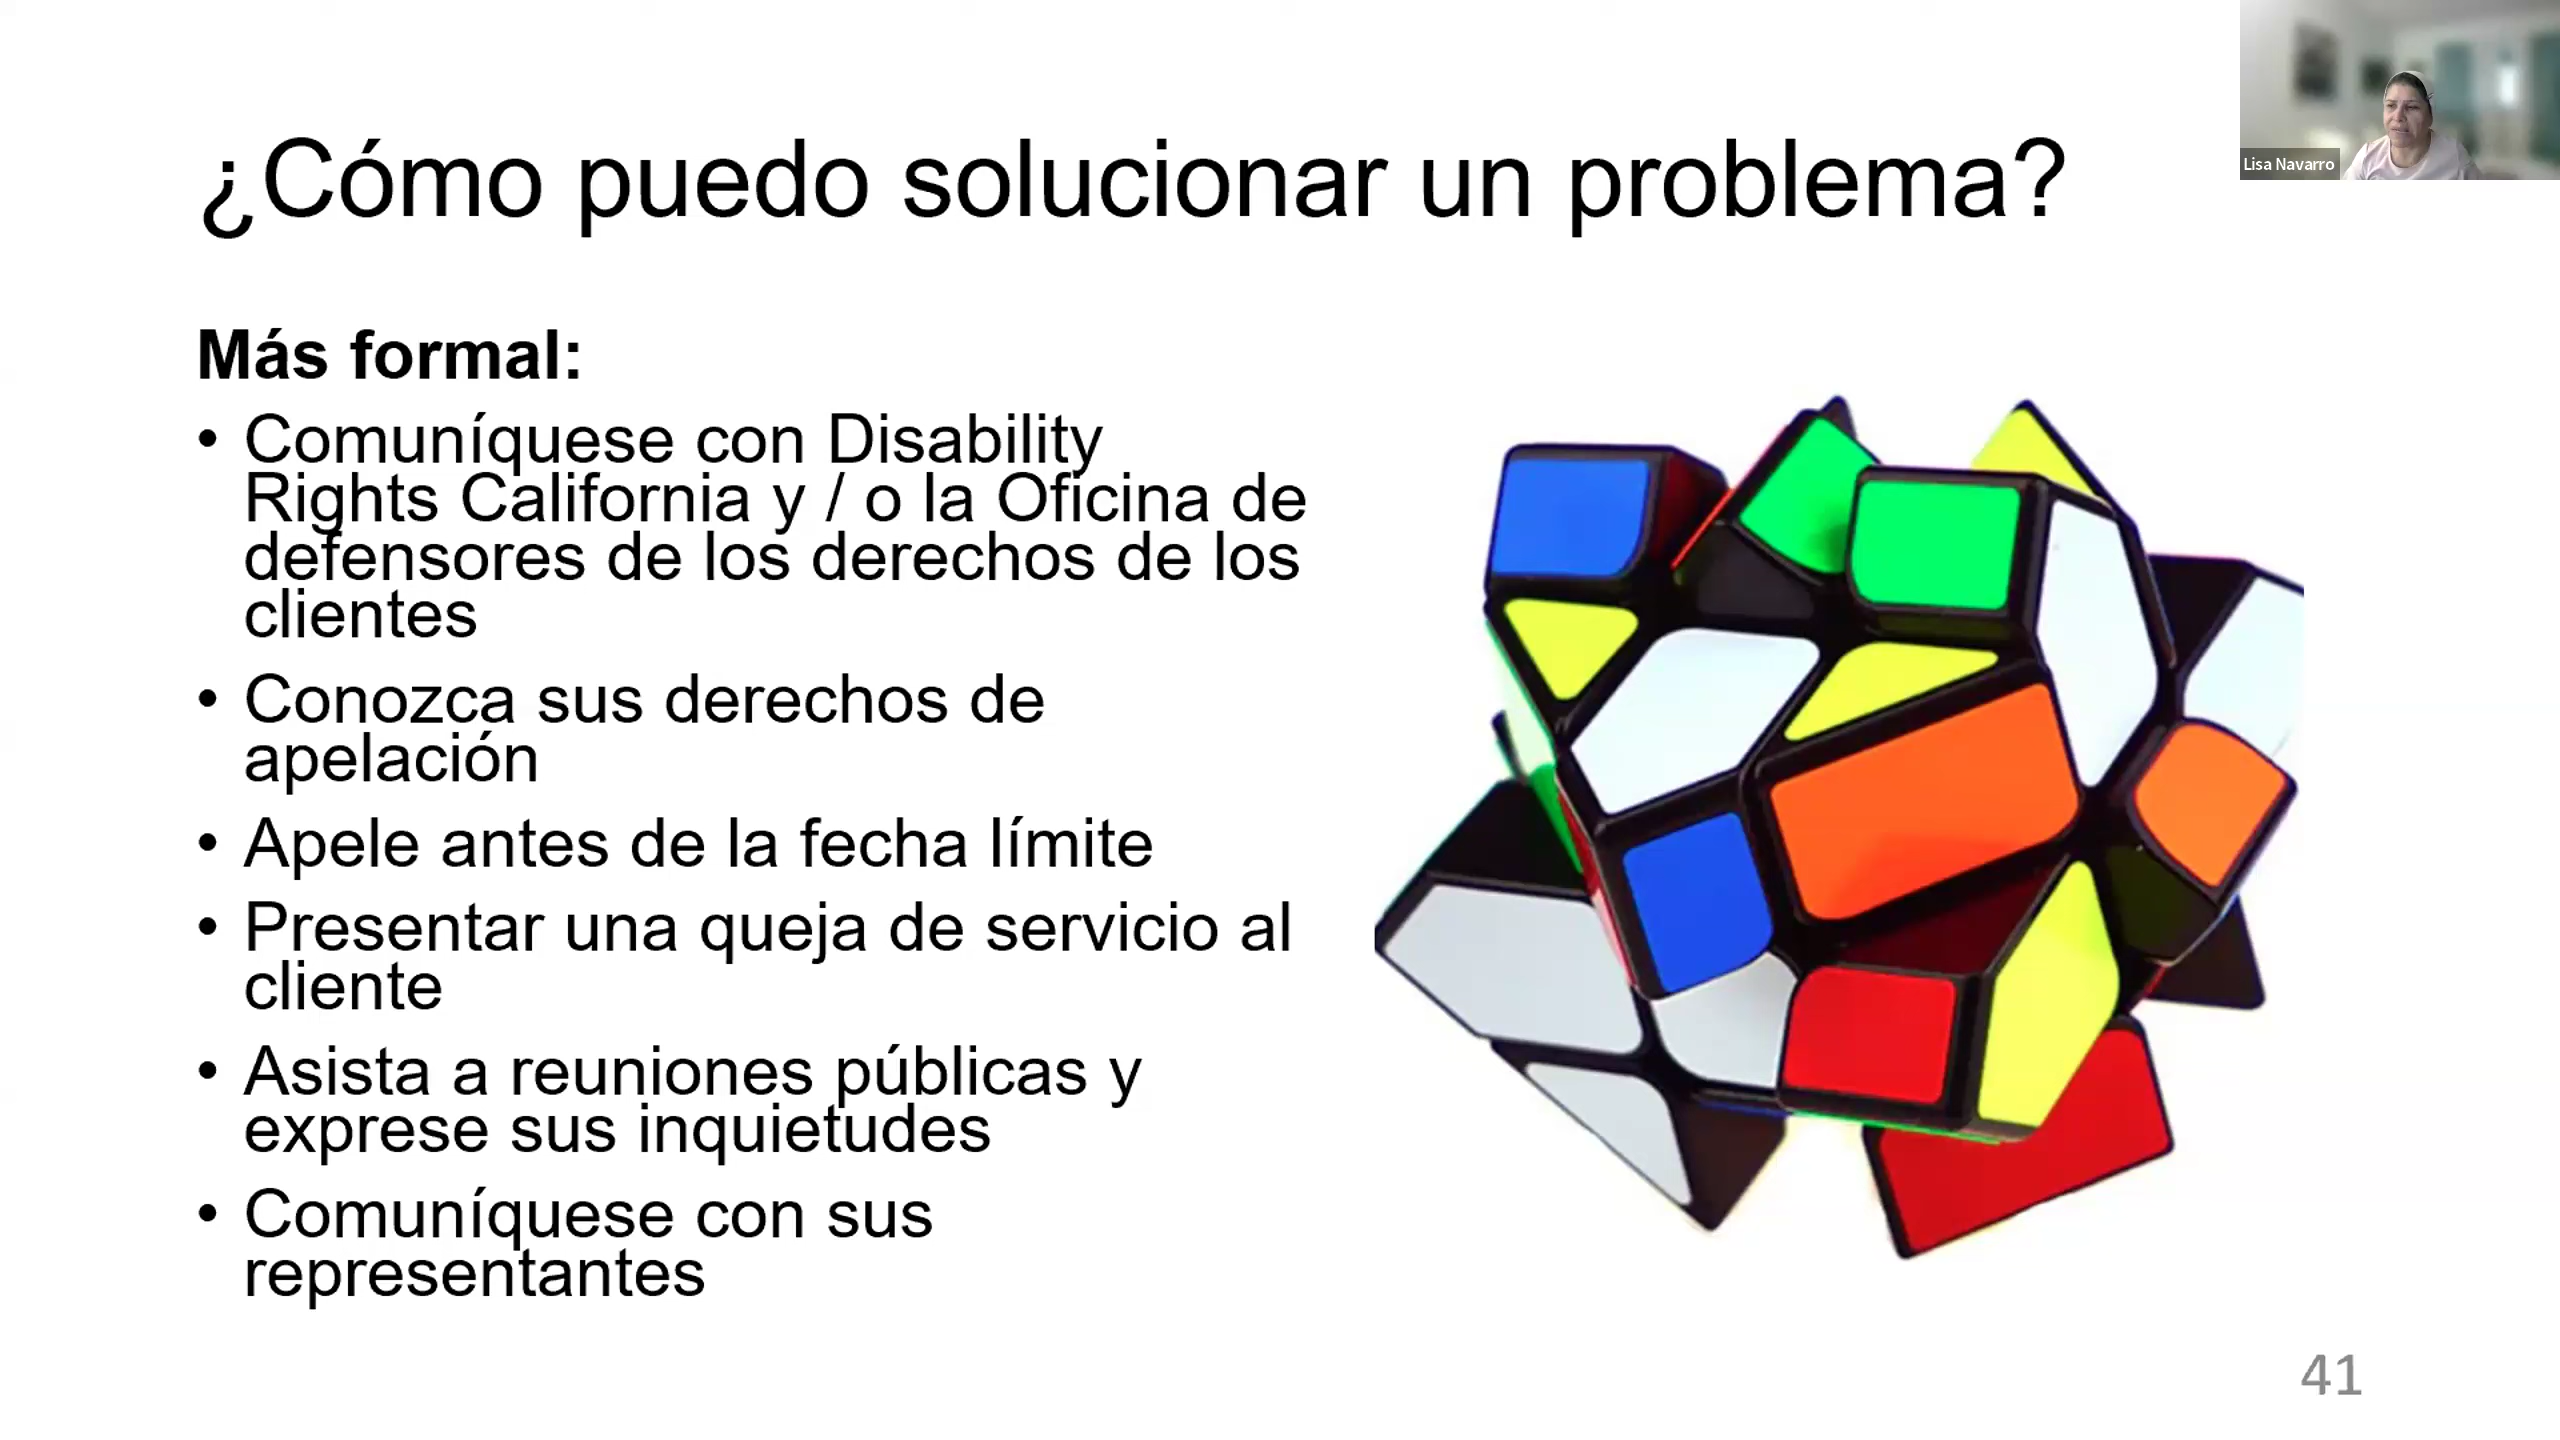 ¿Cómo puedo solucionar un problema?
Lisa Navarro
Más formal:
• Comuníquese con Disability
Rights California y / o la Oficina de
defensores de los derechos de los
clientes
• Conozca sus derechos de
apelación
• Apele antes de la fecha límite
• Presentar una queja de servicio al
cliente
• Asista a reuniones públicas y
exprese sus inquietudes
• Comuníquese con sus
representantes
41